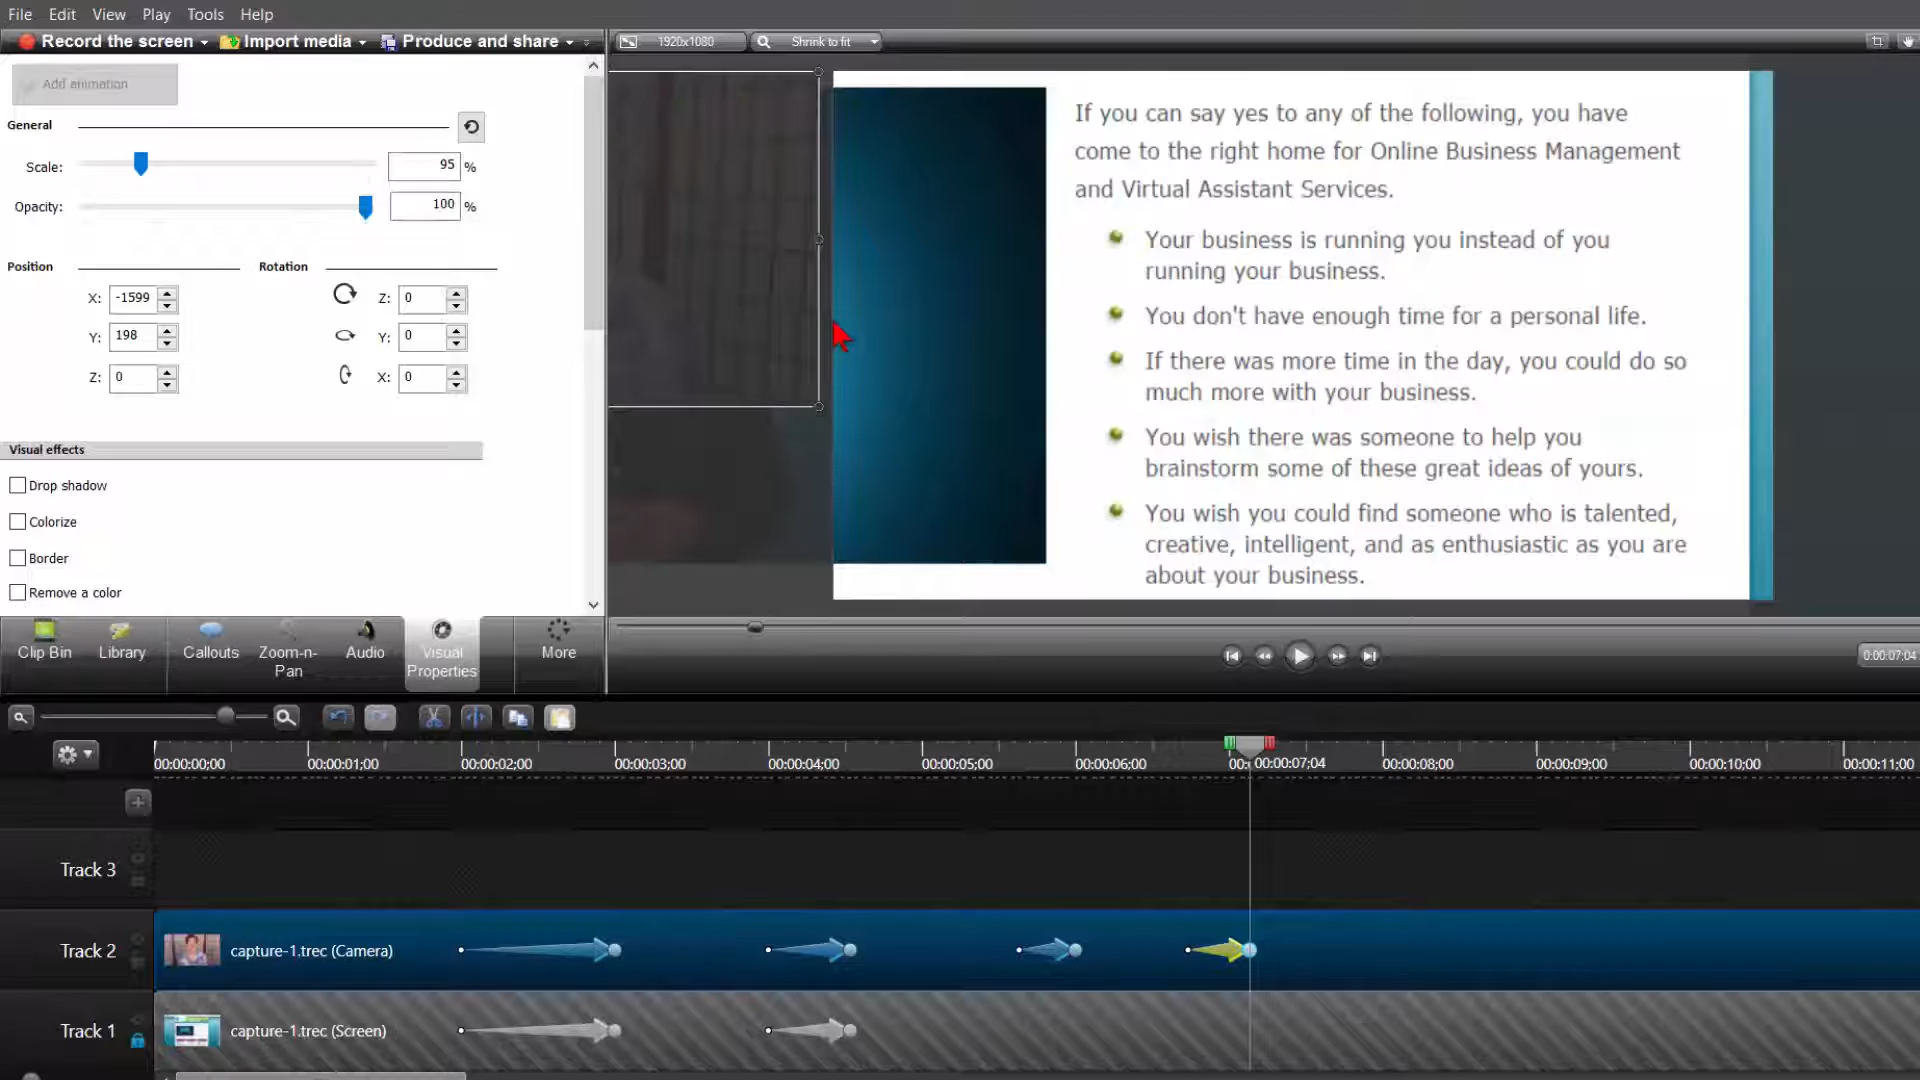 File Edit View Play Tools Help
Record the screen Import media Produce and share 1920x1080 Shrink to fit
Add animation
General
Scale: 95 %
Opacity: 100 %
Position Rotation
X: -1599 Z: 0
Y: 198 Y: 0
Z: 0 X: 0
Visual effects
Drop shadow
Colorize
Border
Remove a color
If you can say yes to any of the following, you have
come to the right home for Online Business Management
and Virtual Assistant Services.
Your business is running you instead of you
running your business.
You don't have enough time for a personal life.
If there was more time in the day, you could do so
much more with your business.
You wish there was someone to help you
brainstorm some of these great ideas of yours.
You wish you could find someone who is talented,
creative, intelligent, and as enthusiastic as you are
about your business.
Clip Bin Library Callouts Zoom-n-Pan Audio Visual Properties More
0:00:07;04
00:00:00;00 00:00:01;00 00:00:02;00 00:00:03;00 00:00:04;00 00:00:05;00 00:00:06;00 00:00:07;04 00:00:08;00 00:00:09;00 00:00:10;00 00:00:11;00
Track 3
Track 2 capture-1.trec (Camera)
Track 1 capture-1.trec (Screen)